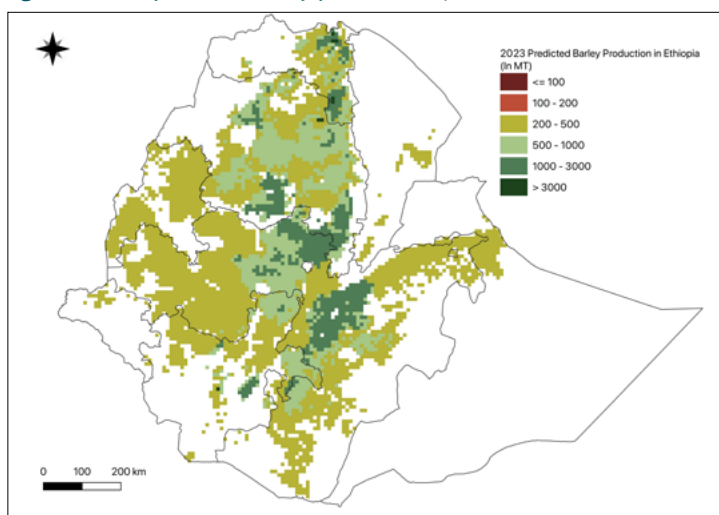 2023 Predicted Barley Production in Ethiopia
(In MT)
<= 100
100 - 200
200 - 500
500 - 1000
1000 - 3000
> 3000
0 100 200 km